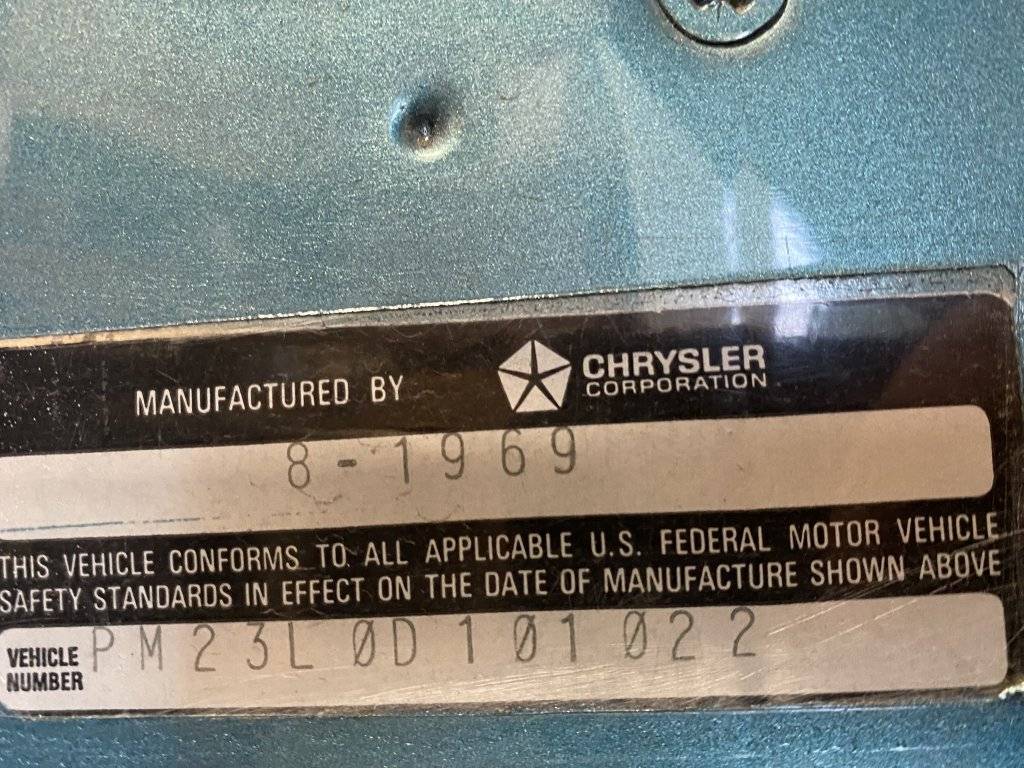 MANUFACTURED BY CHRYSLER
CORPORATION
8-1969
THIS VEHICLE CONFORMS TO ALL APPLICABLE U.S. FEDERAL MOTOR VEHICLE
SAFETY STANDARDS IN EFFECT ON THE DATE OF MANUFACTURE SHOWN ABOVE
VEHICLE NUMBER PM23L0D101022